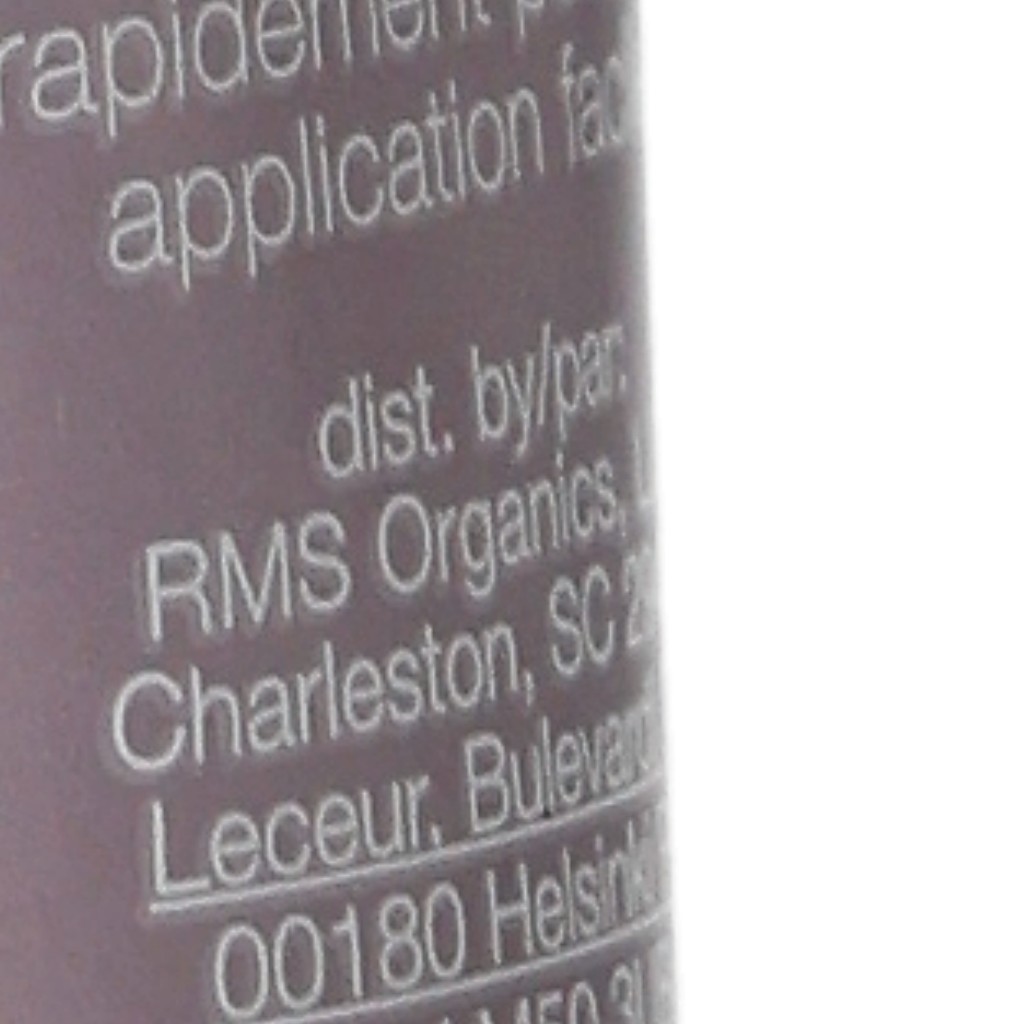 rapidement
application
dist. by/par:
RMS Organics,
Charleston, SC
Leceur, Bulevard
00180 Helsinki